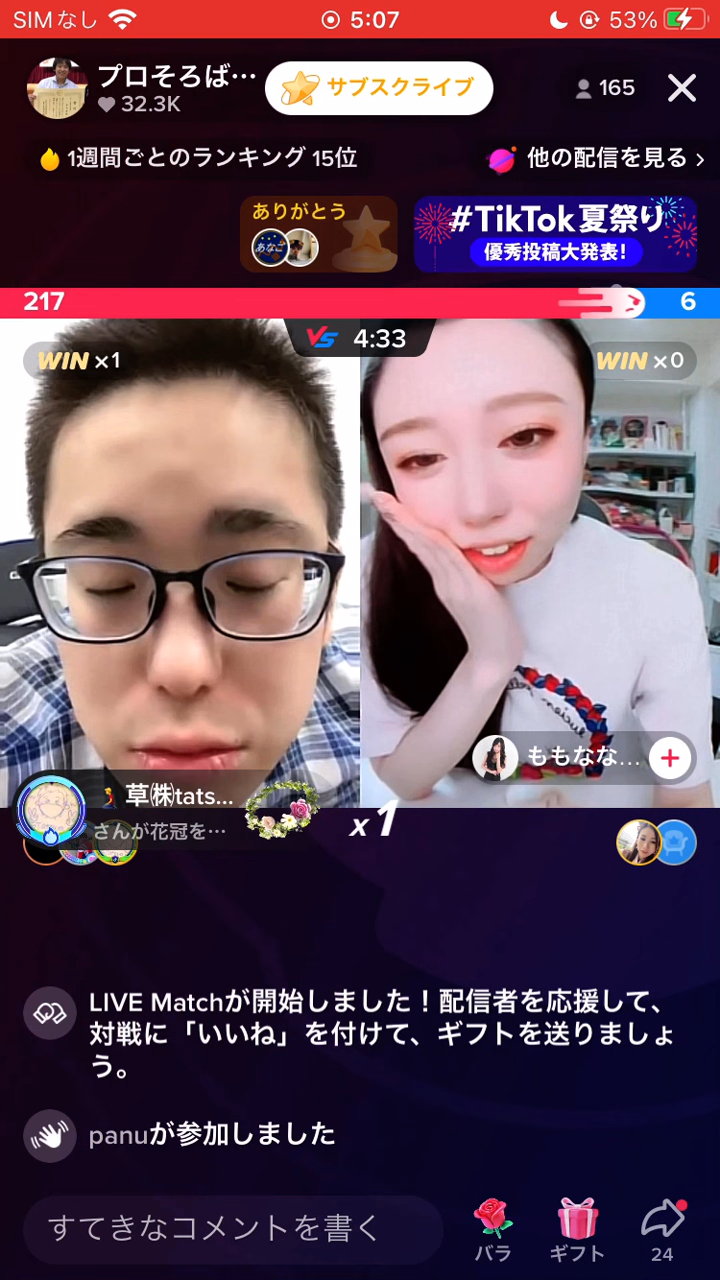 SIMなし 5:07 53%
プロそろば… サブスクライブ 165
32.3K
1週間ごとのランキング 15位 他の配信を見る ›
ありがとう
あなご
#TikTok夏祭り
優秀投稿大発表!
217 6
VS 4:33
WIN x1 WIN x0
ももなな…
草㈱tats…
さんが花冠を…
x1
LIVE Matchが開始しました！配信者を応援して、
対戦に「いいね」を付けて、ギフトを送りましょ
う。
panuが参加しました
すてきなコメントを書く
バラ ギフト 24